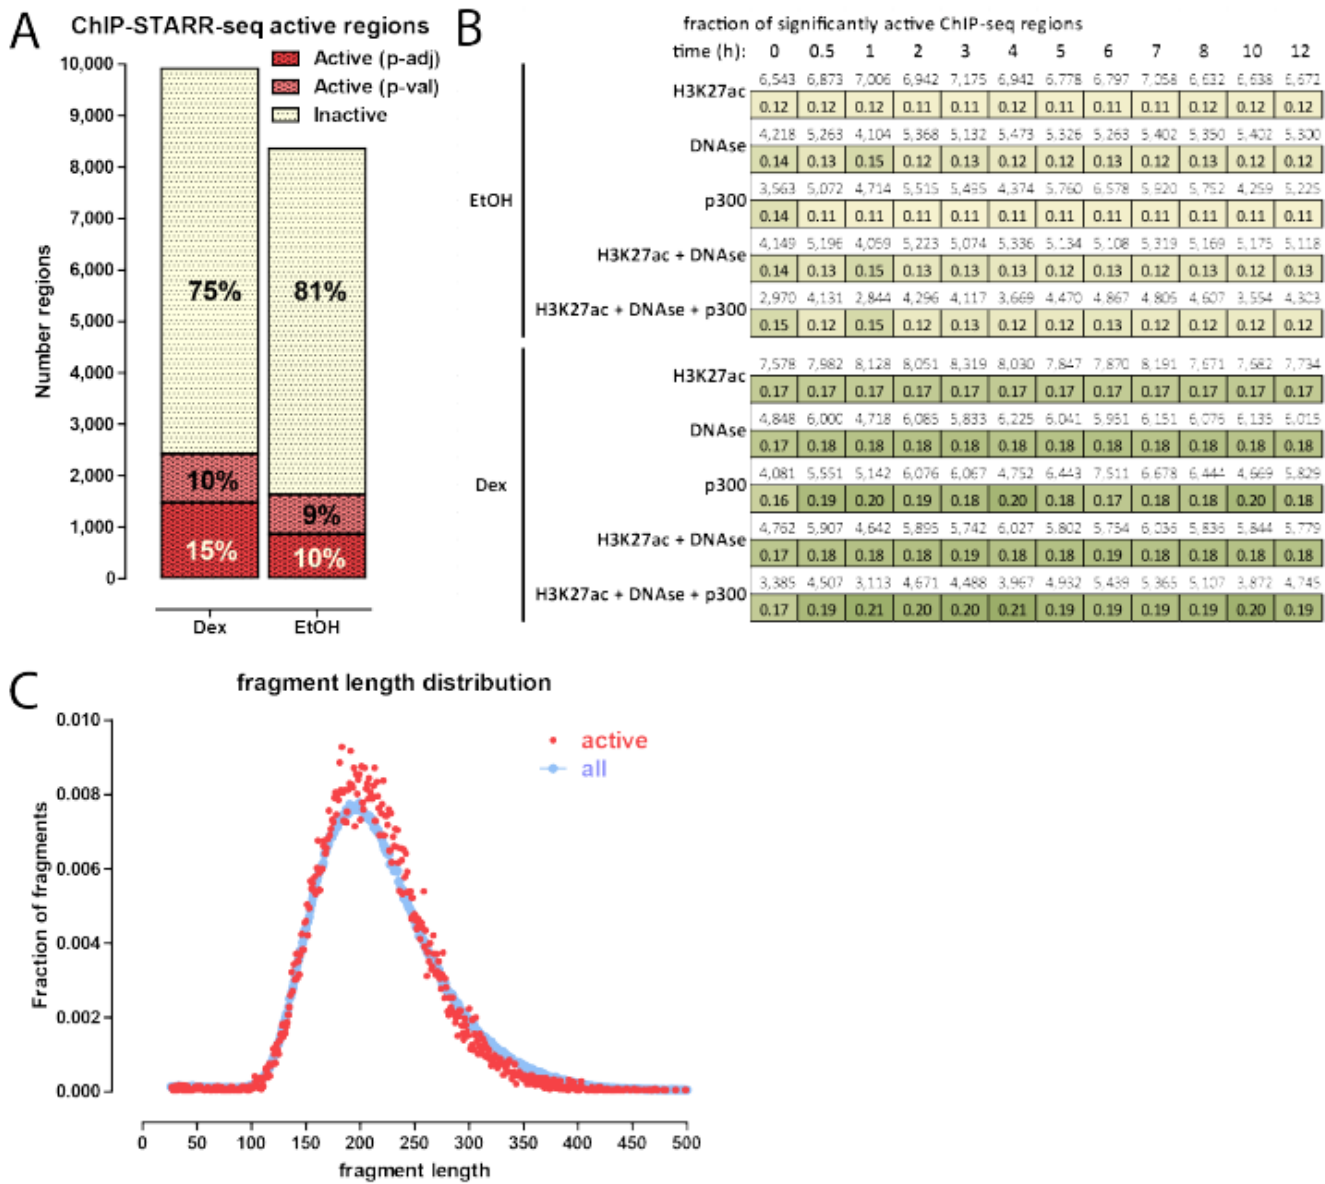 A
ChIP-STARR-seq active regions
Active (p-adj)
Active (p-val)
Inactive
Number regions
10,000
9,000
8,000
7,000
6,000
5,000
4,000
3,000
2,000
1,000
0
75%
10%
15%
81%
9%
10%
Dex EtOH
B
fraction of significantly active ChIP-seq regions
time (h): 0 0.5 1 2 3 4 5 6 7 8 10 12
EtOH
6,543 6,873 7,006 6,942 7,175 6,942 6,778 6,797 7,058 6,632 6,638 6,672
H3K27ac
0.12 0.12 0.12 0.11 0.11 0.12 0.11 0.11 0.11 0.11 0.12 0.12
4,218 5,263 4,104 5,368 5,132 5,473 5,326 5,263 5,402 5,350 5,402 5,300
DNAse
0.14 0.13 0.15 0.12 0.13 0.12 0.12 0.13 0.12 0.13 0.12 0.12
3,563 5,072 4,714 5,515 5,495 4,374 5,760 6,578 5,920 5,752 4,259 5,225
p300
0.14 0.11 0.11 0.11 0.11 0.11 0.11 0.11 0.11 0.11 0.11 0.11
4,149 5,196 4,059 5,223 5,074 5,336 5,134 5,108 5,319 5,169 5,175 5,118
H3K27ac + DNAse
0.14 0.13 0.15 0.13 0.13 0.13 0.12 0.13 0.12 0.13 0.12 0.13
2,970 4,131 2,844 4,296 4,117 3,669 4,470 4,867 4,805 4,607 3,554 4,303
H3K27ac + DNAse + p300
0.15 0.12 0.15 0.12 0.13 0.12 0.12 0.13 0.12 0.12 0.12 0.12
Dex
7,578 7,982 8,128 8,051 8,319 8,030 7,847 7,870 8,191 7,671 7,682 7,734
H3K27ac
0.17 0.17 0.17 0.17 0.17 0.17 0.17 0.17 0.17 0.17 0.17 0.17
4,848 6,000 4,718 6,085 5,833 6,225 6,041 5,951 6,151 6,076 6,135 6,015
DNAse
0.17 0.18 0.18 0.18 0.18 0.18 0.18 0.18 0.18 0.18 0.18 0.18
4,081 5,551 5,142 6,076 6,067 4,752 6,443 7,511 6,678 6,444 4,669 5,829
p300
0.16 0.19 0.20 0.19 0.18 0.20 0.18 0.17 0.18 0.18 0.20 0.18
4,762 5,907 4,642 5,895 5,742 6,027 5,802 5,754 6,036 5,836 5,844 5,779
H3K27ac + DNAse
0.17 0.18 0.18 0.18 0.19 0.18 0.18 0.19 0.18 0.18 0.18 0.18
3,385 4,507 3,113 4,671 4,488 3,967 4,932 5,439 5,365 5,107 3,872 4,745
H3K27ac + DNAse + p300
0.17 0.19 0.21 0.20 0.20 0.21 0.19 0.19 0.19 0.19 0.20 0.19
C
fragment length distribution
active
all
Fraction of fragments
0.010
0.008
0.006
0.004
0.002
0.000
0 50 100 150 200 250 300 350 400 450 500
fragment length